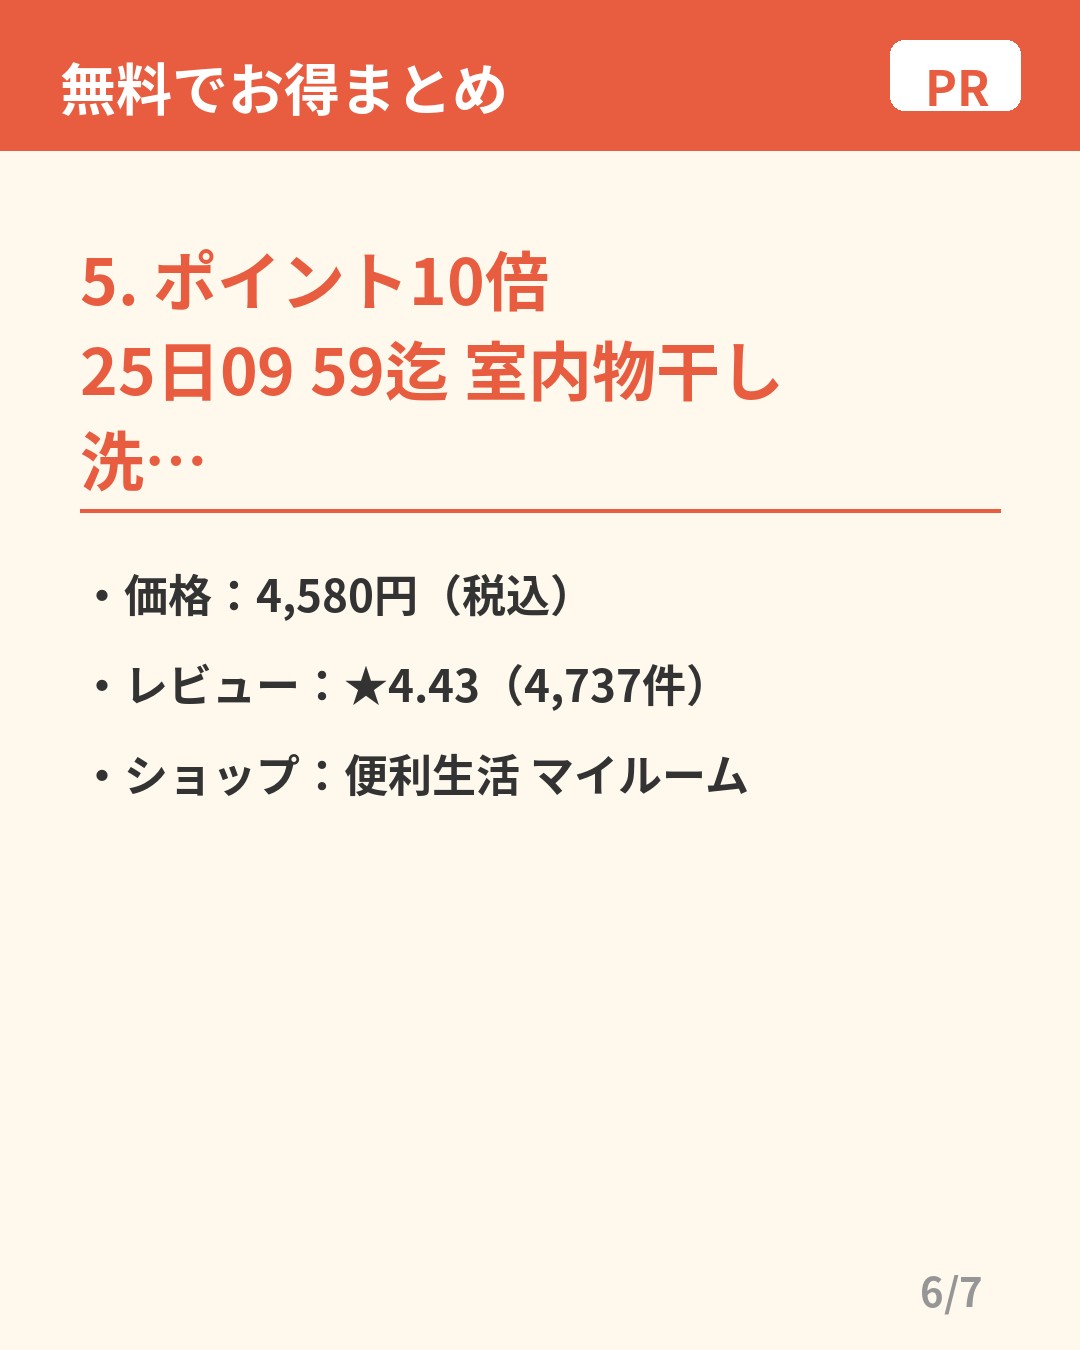 無料でお得まとめ
PR
5. ポイント10倍
25日09 59迄 室内物干し
洗…
・価格：4,580円（税込）
・レビュー：★4.43（4,737件）
・ショップ：便利生活 マイルーム
6/7